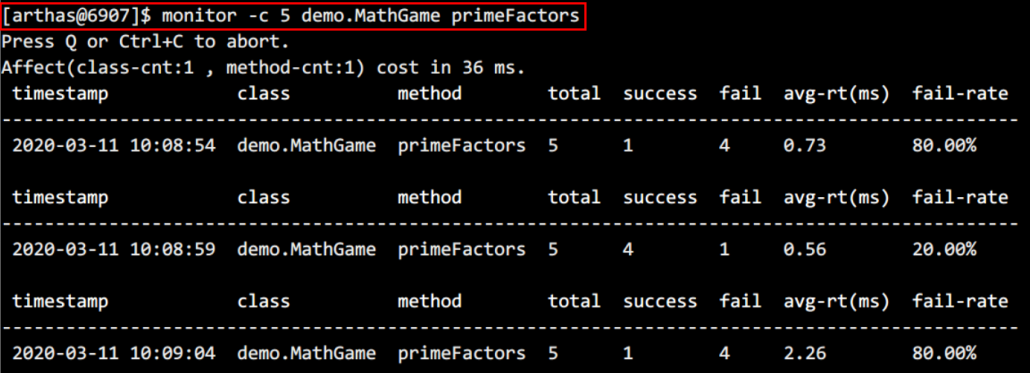 [arthas@6907]$ monitor -c 5 demo.MathGame primeFactors
Press Q or Ctrl+C to abort.
Affect(class-cnt:1 , method-cnt:1) cost in 36 ms.
timestamp class method total success fail avg-rt(ms) fail-rate
-----------------------------------------------------------------------------------------------
2020-03-11 10:08:54 demo.MathGame primeFactors 5 1 4 0.73 80.00%
timestamp class method total success fail avg-rt(ms) fail-rate
-----------------------------------------------------------------------------------------------
2020-03-11 10:08:59 demo.MathGame primeFactors 5 4 1 0.56 20.00%
timestamp class method total success fail avg-rt(ms) fail-rate
-----------------------------------------------------------------------------------------------
2020-03-11 10:09:04 demo.MathGame primeFactors 5 1 4 2.26 80.00%